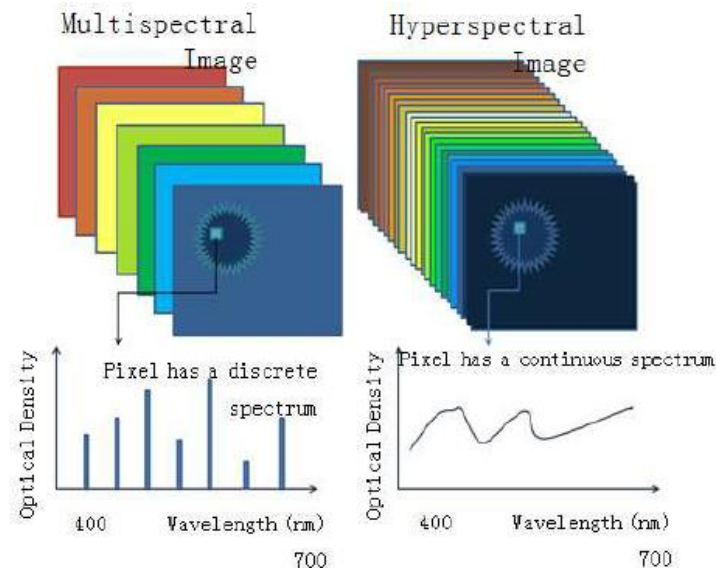 Multispectral
Image
Hyperspectral
Image
Optical Density
Pixel has a discrete
spectrum
400
Wavelength (nm)
700
Optical Density
Pixel has a continuous spectrum
400
Wavelength (nm)
700